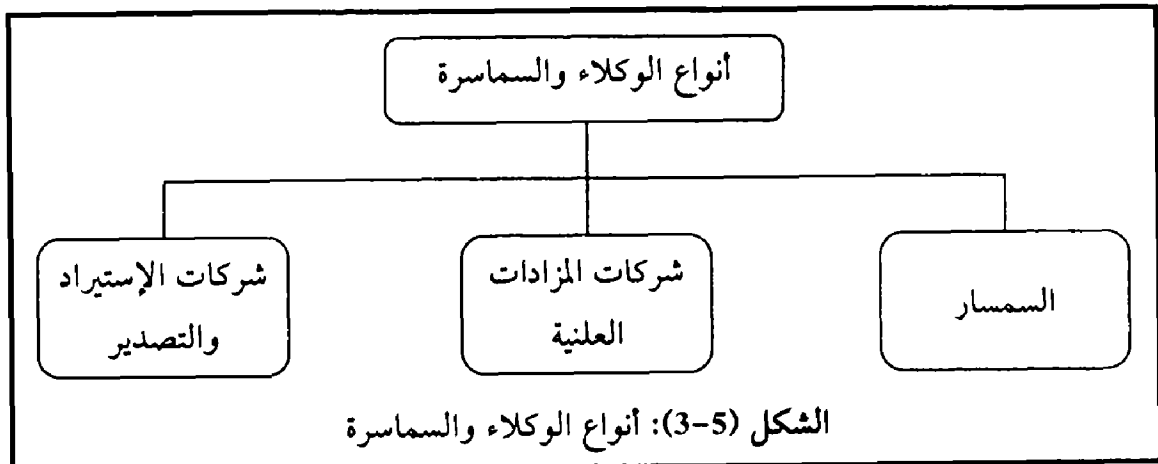 أنواع الوكلاء والسماسرة
السمسار
شركات المزادات
العلنية
شركات الإستيراد
والتصدير
الشكل (5-3): أنواع الوكلاء والسماسرة